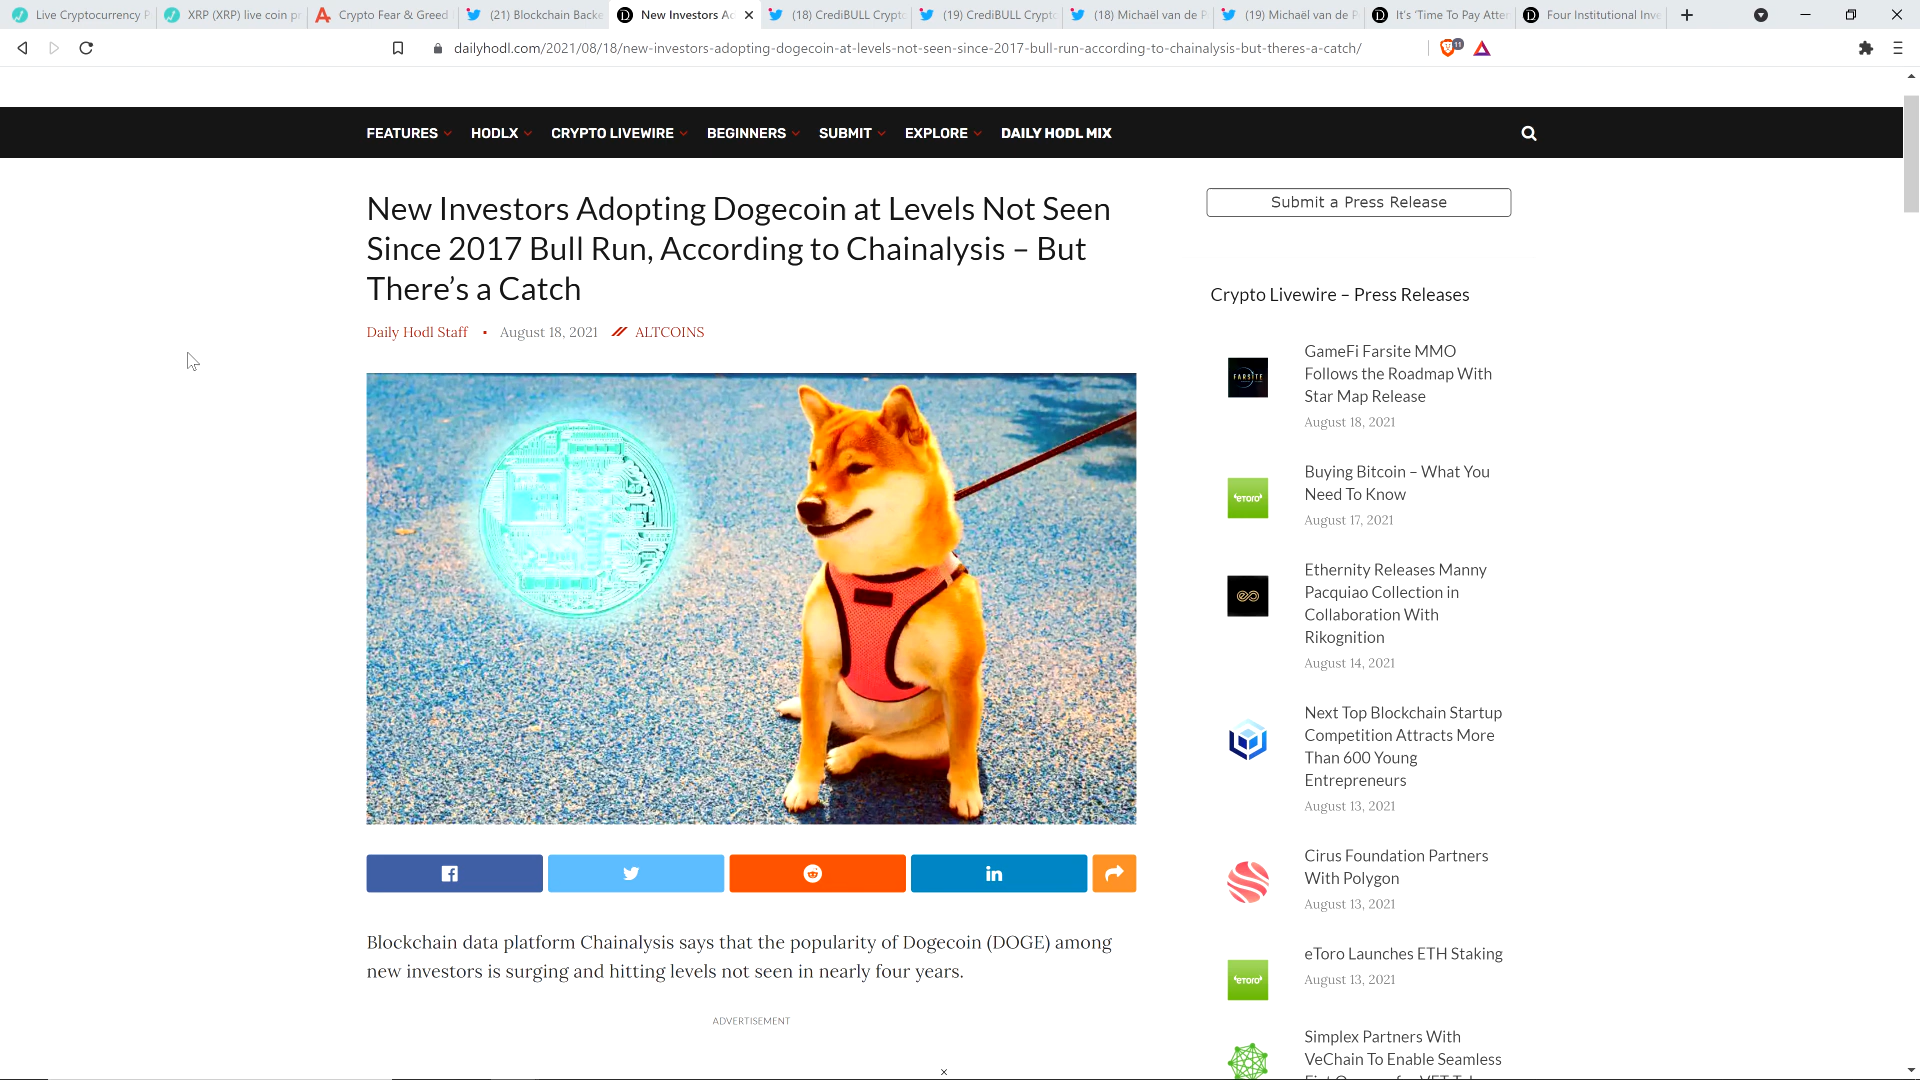 Live Cryptocurrency P
XRP (XRP) live coin pr
Crypto Fear & Greed
(21) Blockchain Backe
New Investors Ad
(18) CrediBULL Crypto
(19) CrediBULL Crypto
(18) Michaël van de P
(19) Michaël van de P
It's 'Time To Pay Atten
Four Institutional Inve
dailyhodl.com/2021/08/18/new-investors-adopting-dogecoin-at-levels-not-seen-since-2017-bull-run-according-to-chainalysis-but-theres-a-catch/
11
FEATURES
HODLX
CRYPTO LIVEWIRE
BEGINNERS
SUBMIT
EXPLORE
DAILY HODL MIX
New Investors Adopting Dogecoin at Levels Not Seen
Since 2017 Bull Run, According to Chainalysis – But
There's a Catch
Daily Hodl Staff • August 18, 2021 ALTCOINS
Blockchain data platform Chainalysis says that the popularity of Dogecoin (DOGE) among
new investors is surging and hitting levels not seen in nearly four years.
ADVERTISEMENT
Submit a Press Release
Crypto Livewire – Press Releases
FARSITE
GameFi Farsite MMO
Follows the Roadmap With
Star Map Release
August 18, 2021
eToro
Buying Bitcoin – What You
Need To Know
August 17, 2021
Ethernity Releases Manny
Pacquiao Collection in
Collaboration With
Rikognition
August 14, 2021
Next Top Blockchain Startup
Competition Attracts More
Than 600 Young
Entrepreneurs
August 13, 2021
Cirus Foundation Partners
With Polygon
August 13, 2021
eToro
eToro Launches ETH Staking
August 13, 2021
Simplex Partners With
VeChain To Enable Seamless